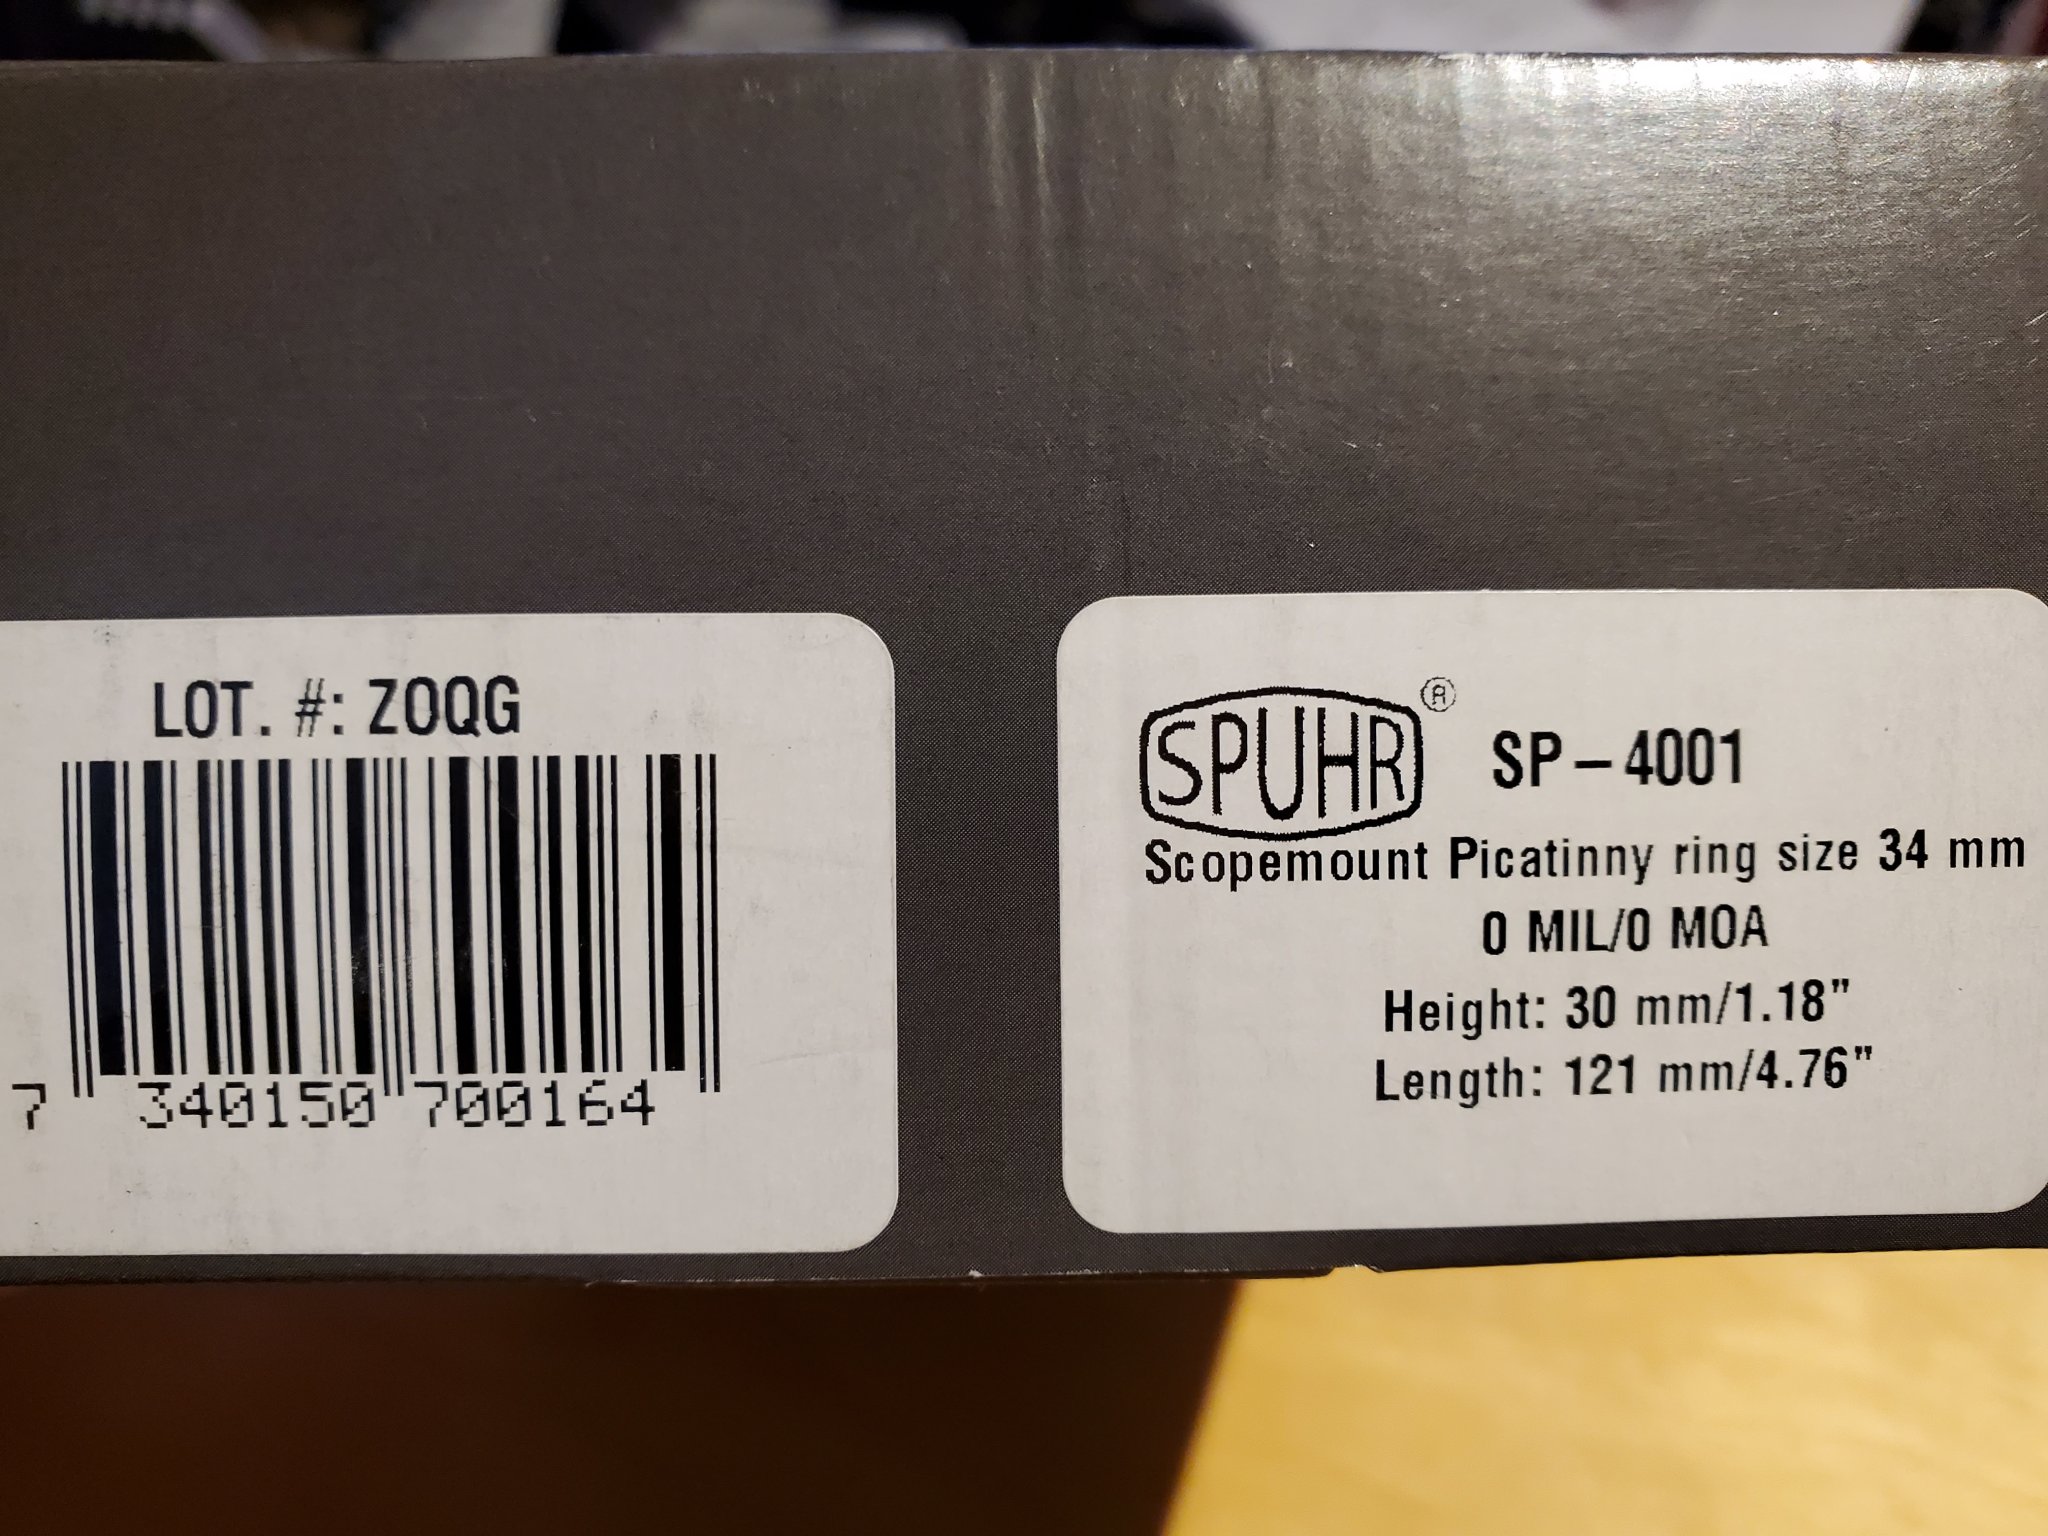 LOT. #: ZOQG
7 340150 700164
SPUHR® SP-4001
Scopemount Picatinny ring size 34 mm
0 MIL/0 MOA
Height: 30 mm/1.18"
Length: 121 mm/4.76"